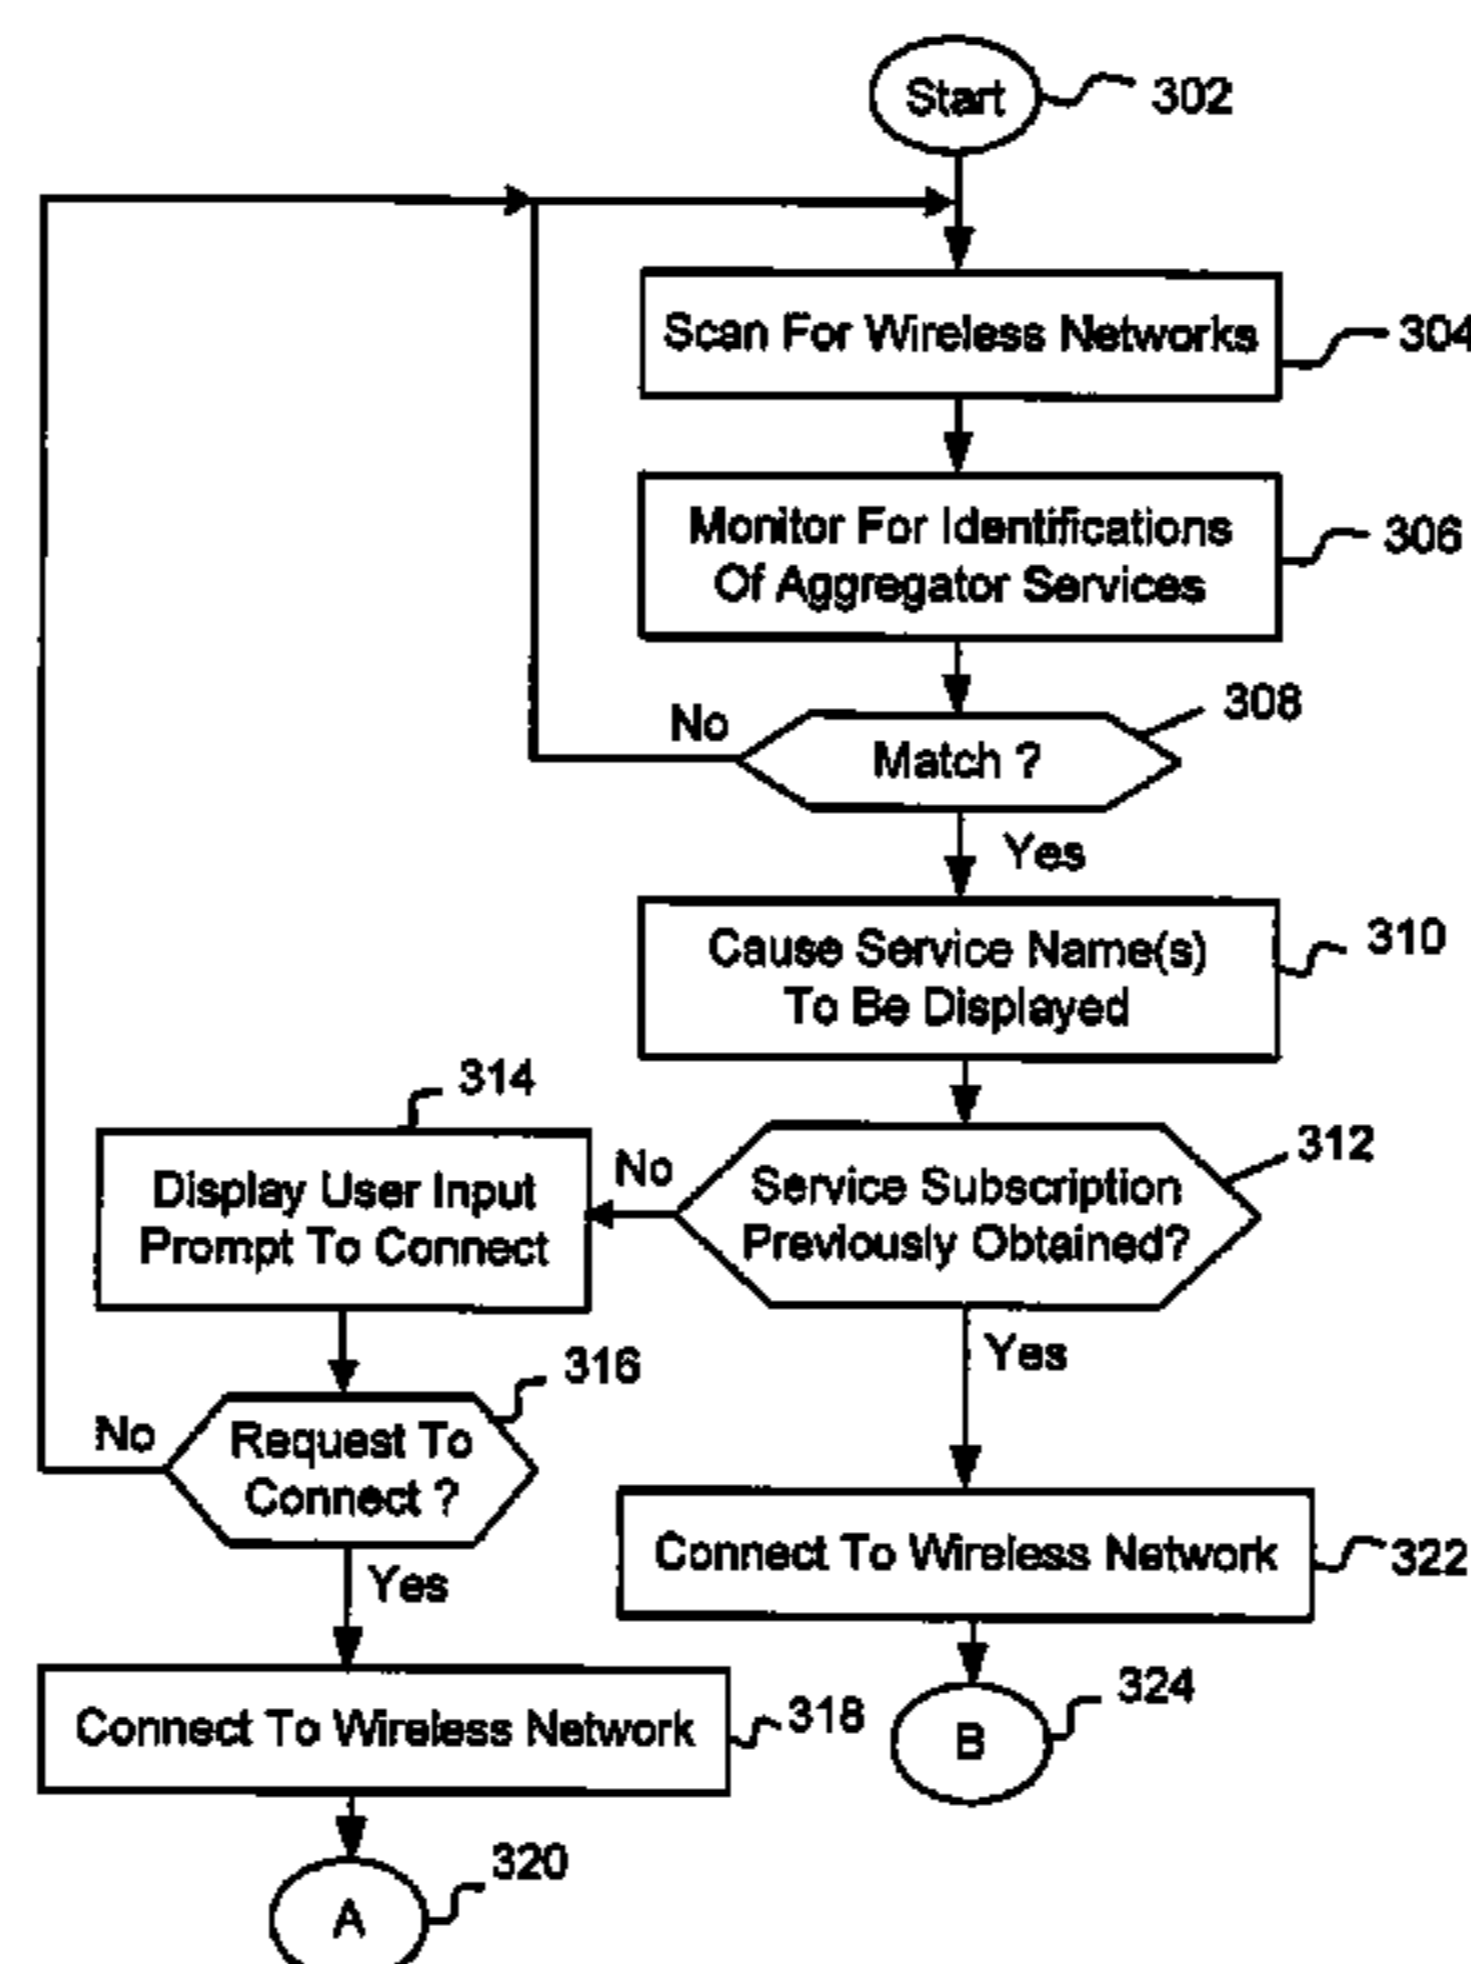 Start
302
Scan For Wireless Networks
304
Monitor For Identifications
Of Aggregator Services
306
308
No
Match ?
Yes
Cause Service Name(s)
To Be Displayed
310
314
312
No
Service Subscription
Previously Obtained?
Display User Input
Prompt To Connect
Yes
316
No
Request To
Connect ?
Yes
Connect To Wireless Network
322
324
B
Connect To Wireless Network
318
320
A